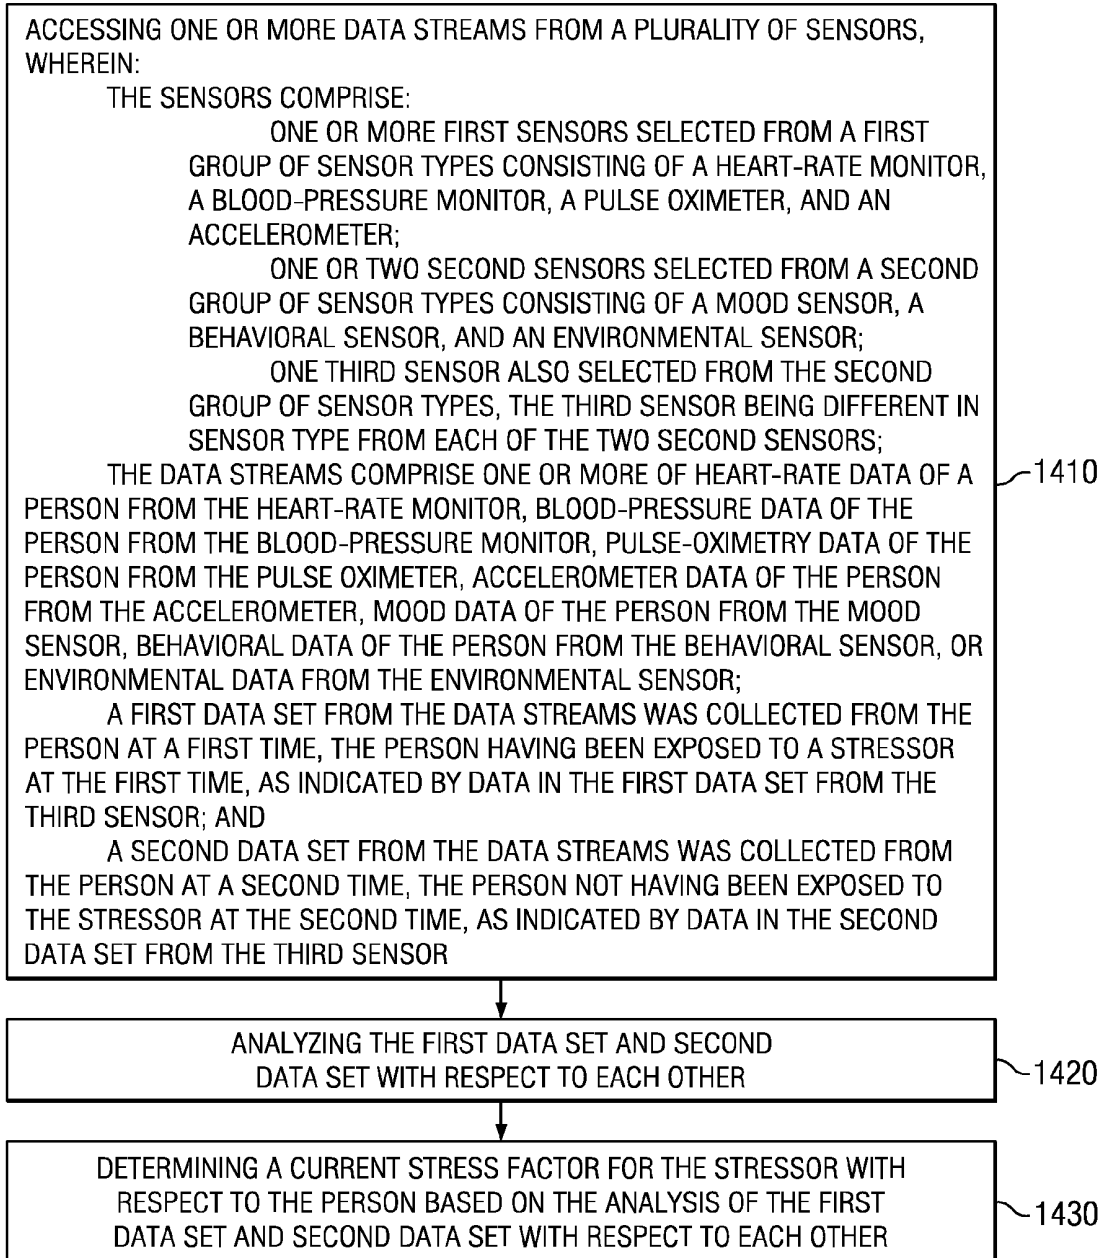 ACCESSING ONE OR MORE DATA STREAMS FROM A PLURALITY OF SENSORS,
WHEREIN:
THE SENSORS COMPRISE:
ONE OR MORE FIRST SENSORS SELECTED FROM A FIRST
GROUP OF SENSOR TYPES CONSISTING OF A HEART-RATE MONITOR,
A BLOOD-PRESSURE MONITOR, A PULSE OXIMETER, AND AN
ACCELEROMETER;
ONE OR TWO SECOND SENSORS SELECTED FROM A SECOND
GROUP OF SENSOR TYPES CONSISTING OF A MOOD SENSOR, A
BEHAVIORAL SENSOR, AND AN ENVIRONMENTAL SENSOR;
ONE THIRD SENSOR ALSO SELECTED FROM THE SECOND
GROUP OF SENSOR TYPES, THE THIRD SENSOR BEING DIFFERENT IN
SENSOR TYPE FROM EACH OF THE TWO SECOND SENSORS;
THE DATA STREAMS COMPRISE ONE OR MORE OF HEART-RATE DATA OF A
PERSON FROM THE HEART-RATE MONITOR, BLOOD-PRESSURE DATA OF THE
PERSON FROM THE BLOOD-PRESSURE MONITOR, PULSE-OXIMETRY DATA OF THE
PERSON FROM THE PULSE OXIMETER, ACCELEROMETER DATA OF THE PERSON
FROM THE ACCELEROMETER, MOOD DATA OF THE PERSON FROM THE MOOD
SENSOR, BEHAVIORAL DATA OF THE PERSON FROM THE BEHAVIORAL SENSOR, OR
ENVIRONMENTAL DATA FROM THE ENVIRONMENTAL SENSOR;
A FIRST DATA SET FROM THE DATA STREAMS WAS COLLECTED FROM THE
PERSON AT A FIRST TIME, THE PERSON HAVING BEEN EXPOSED TO A STRESSOR
AT THE FIRST TIME, AS INDICATED BY DATA IN THE FIRST DATA SET FROM THE
THIRD SENSOR; AND
A SECOND DATA SET FROM THE DATA STREAMS WAS COLLECTED FROM
THE PERSON AT A SECOND TIME, THE PERSON NOT HAVING BEEN EXPOSED TO
THE STRESSOR AT THE SECOND TIME, AS INDICATED BY DATA IN THE SECOND
DATA SET FROM THE THIRD SENSOR
1410
ANALYZING THE FIRST DATA SET AND SECOND
DATA SET WITH RESPECT TO EACH OTHER
1420
DETERMINING A CURRENT STRESS FACTOR FOR THE STRESSOR WITH
RESPECT TO THE PERSON BASED ON THE ANALYSIS OF THE FIRST
DATA SET AND SECOND DATA SET WITH RESPECT TO EACH OTHER
1430